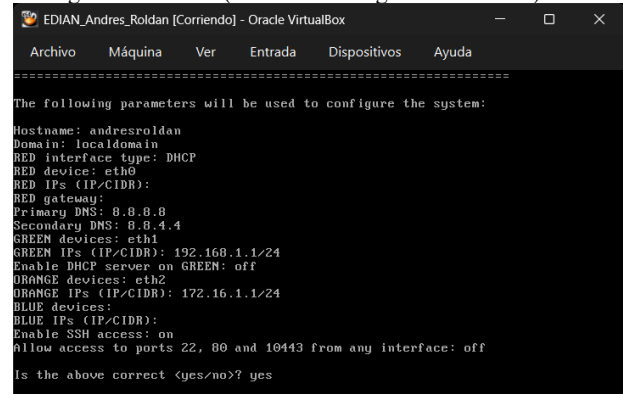 EDIAN_Andres_Roldan [Corriendo] - Oracle VirtualBox
Archivo Máquina Ver Entrada Dispositivos Ayuda
=================================================================
The following parameters will be used to configure the system:
Hostname: andresroldan
Domain: localdomain
RED interface type: DHCP
RED device: eth0
RED IPs (IP/CIDR):
RED gateway:
Primary DNS: 8.8.8.8
Secondary DNS: 8.8.4.4
GREEN devices: eth1
GREEN IPs (IP/CIDR): 192.168.1.1/24
Enable DHCP server on GREEN: off
ORANGE devices: eth2
ORANGE IPs (IP/CIDR): 172.16.1.1/24
BLUE devices:
BLUE IPs (IP/CIDR):
Enable SSH access: on
Allow access to ports 22, 80 and 10443 from any interface: off
Is the above correct <yes/no>? yes